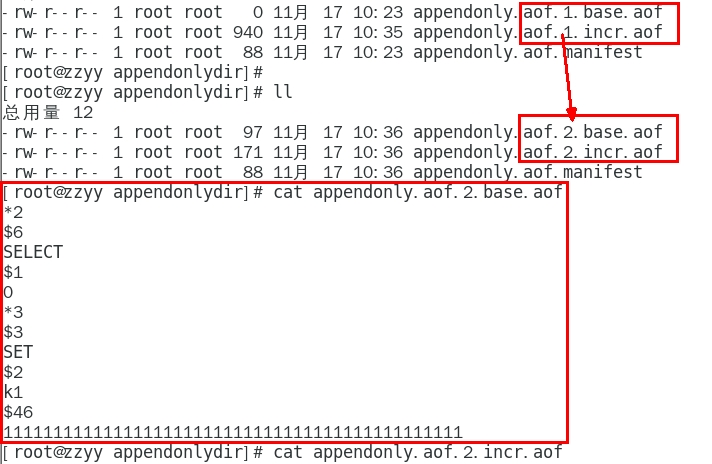 -rw-r--r-- 1 root root   0 11月  17 10:23 appendonly.aof.1.base.aof
-rw-r--r-- 1 root root 940 11月  17 10:35 appendonly.aof.1.incr.aof
-rw-r--r-- 1 root root  88 11月  17 10:23 appendonly.aof.manifest
[root@zzyy appendonlydir]#
[root@zzyy appendonlydir]# ll
总用量 12
-rw-r--r-- 1 root root  97 11月  17 10:36 appendonly.aof.2.base.aof
-rw-r--r-- 1 root root 171 11月  17 10:36 appendonly.aof.2.incr.aof
-rw-r--r-- 1 root root  88 11月  17 10:36 appendonly.aof.manifest
[root@zzyy appendonlydir]# cat appendonly.aof.2.base.aof
*2
$6
SELECT
$1
0
*3
$3
SET
$2
k1
$46
1111111111111111111111111111111111111111111111
[root@zzyy appendonlydir]# cat appendonly.aof.2.incr.aof